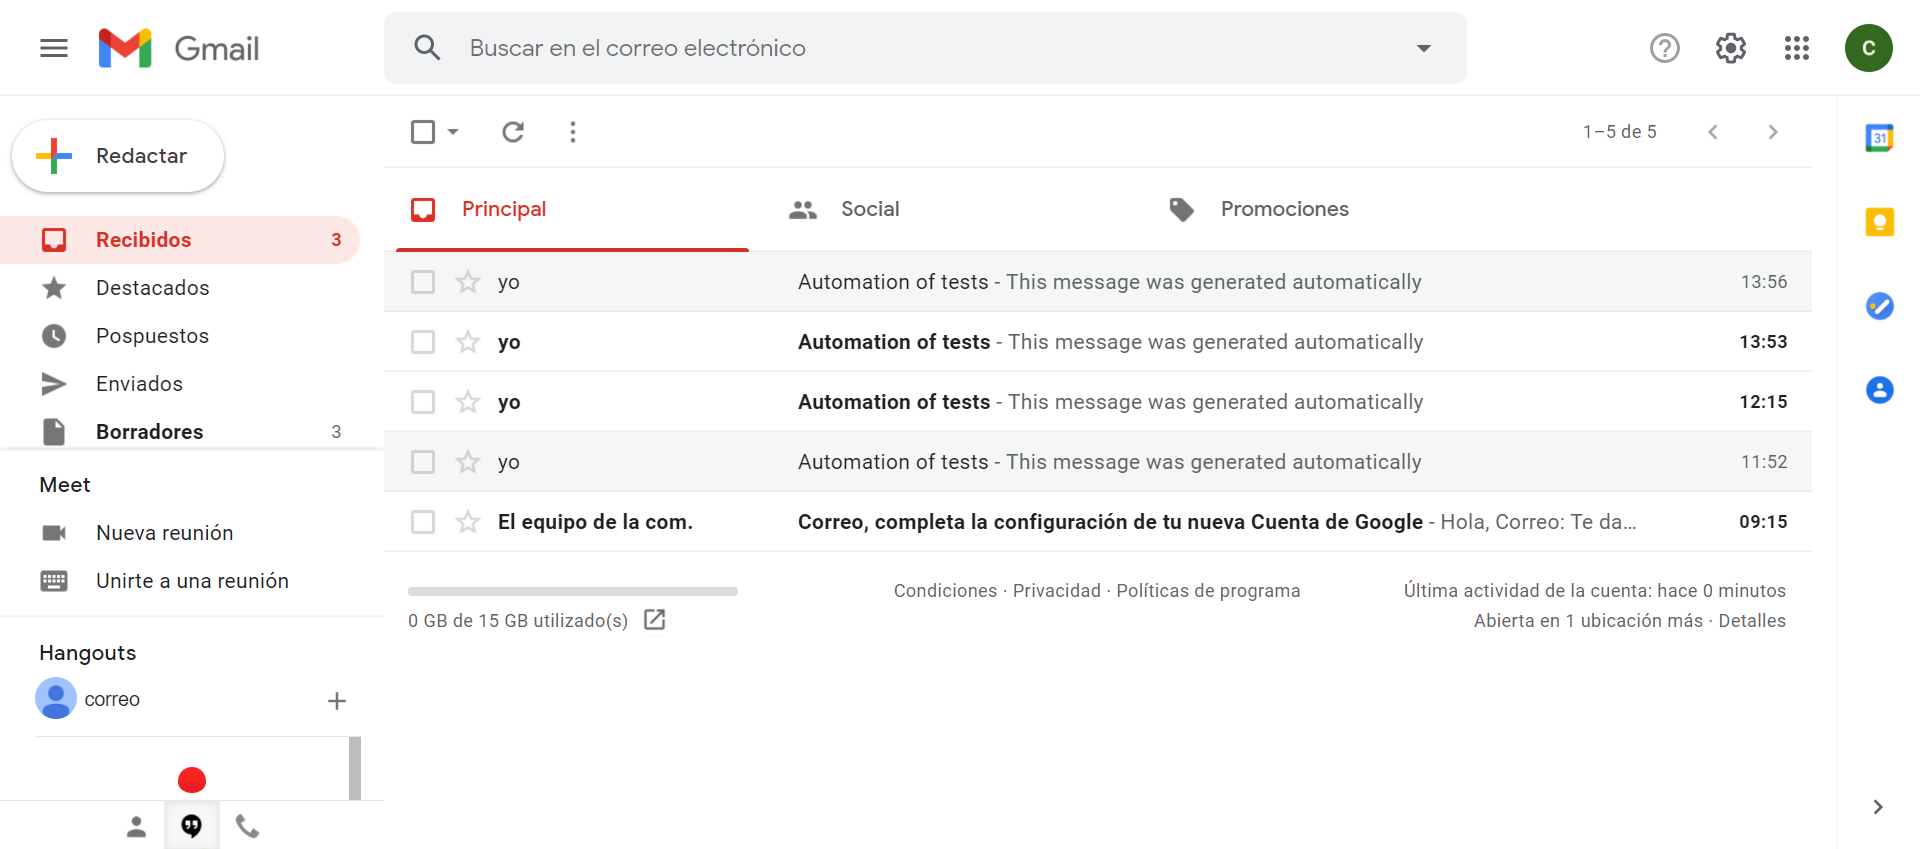 Gmail
Buscar en el correo electrónico
C
Redactar
1–5 de 5
31
Principal
Social
Promociones
Recibidos 3
Destacados
Pospuestos
Enviados
Borradores 3
yo Automation of tests - This message was generated automatically 13:56
yo Automation of tests - This message was generated automatically 13:53
yo Automation of tests - This message was generated automatically 12:15
yo Automation of tests - This message was generated automatically 11:52
El equipo de la com. Correo, completa la configuración de tu nueva Cuenta de Google - Hola, Correo: Te da… 09:15
Meet
Nueva reunión
Unirte a una reunión
Hangouts
correo
0 GB de 15 GB utilizado(s)
Condiciones · Privacidad · Políticas de programa
Última actividad de la cuenta: hace 0 minutos
Abierta en 1 ubicación más · Detalles